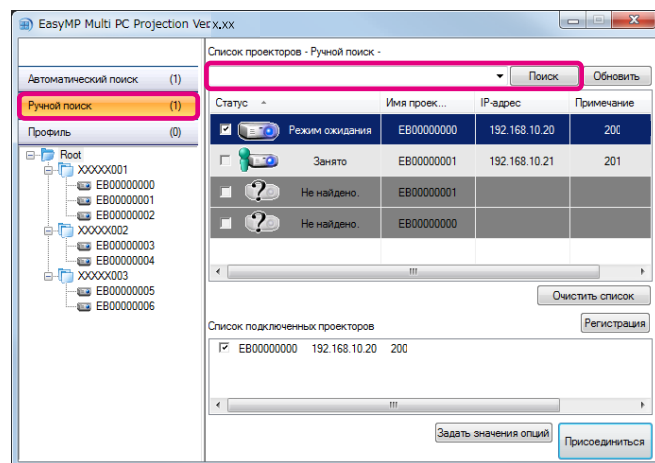 EasyMP Multi PC Projection Ver.x.xx
Список проекторов - Ручной поиск -
Поиск
Обновить
Автоматический поиск (1)
Ручной поиск (1)
Профиль (0)
Статус Имя проек... IP-адрес Примечание
Режим ожидания EB00000000 192.168.10.20 200
Занято EB00000001 192.168.10.21 201
Не найдено. EB00000001
Не найдено. EB00000000
Root
XXXXX001
EB00000000
EB00000001
EB00000002
XXXXX002
EB00000003
EB00000004
XXXXX003
EB00000005
EB00000006
Очистить список
Список подключенных проекторов
Регистрация
EB00000000 192.168.10.20 200
Задать значения опций
Присоединиться